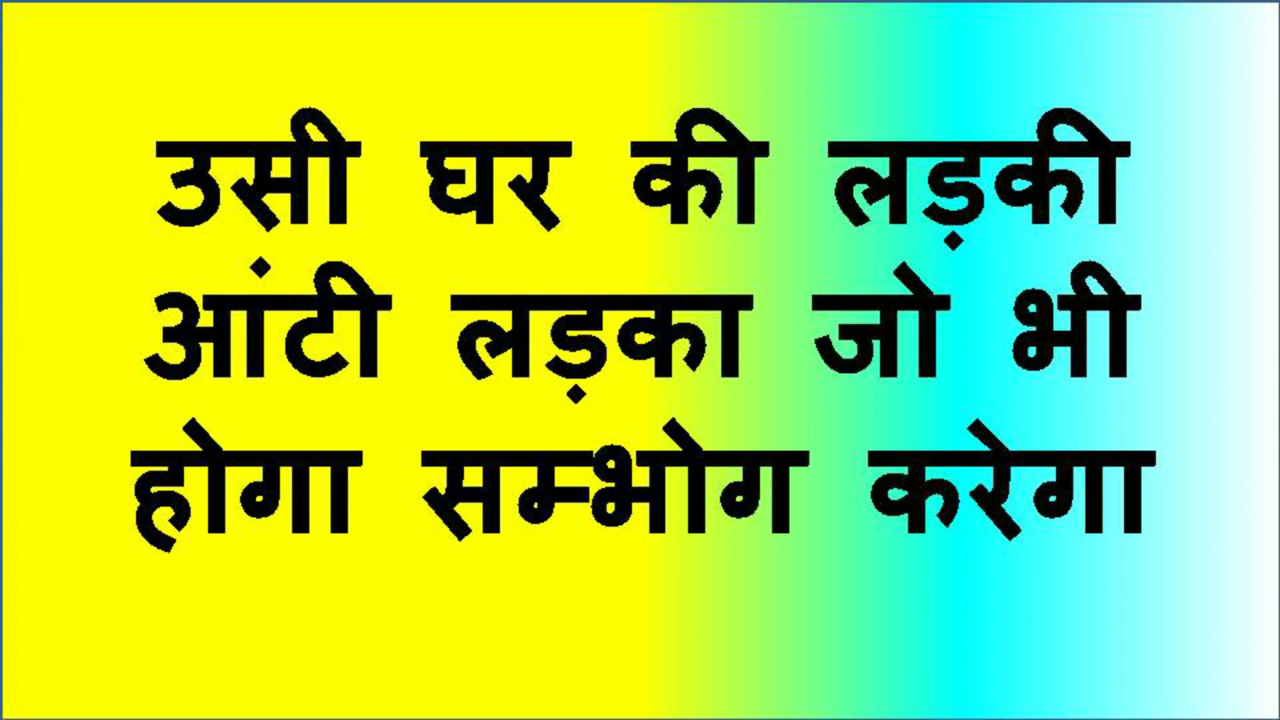 उसी घर की लड़की
आंटी लड़का जो भी
होगा सम्भोग करेगा